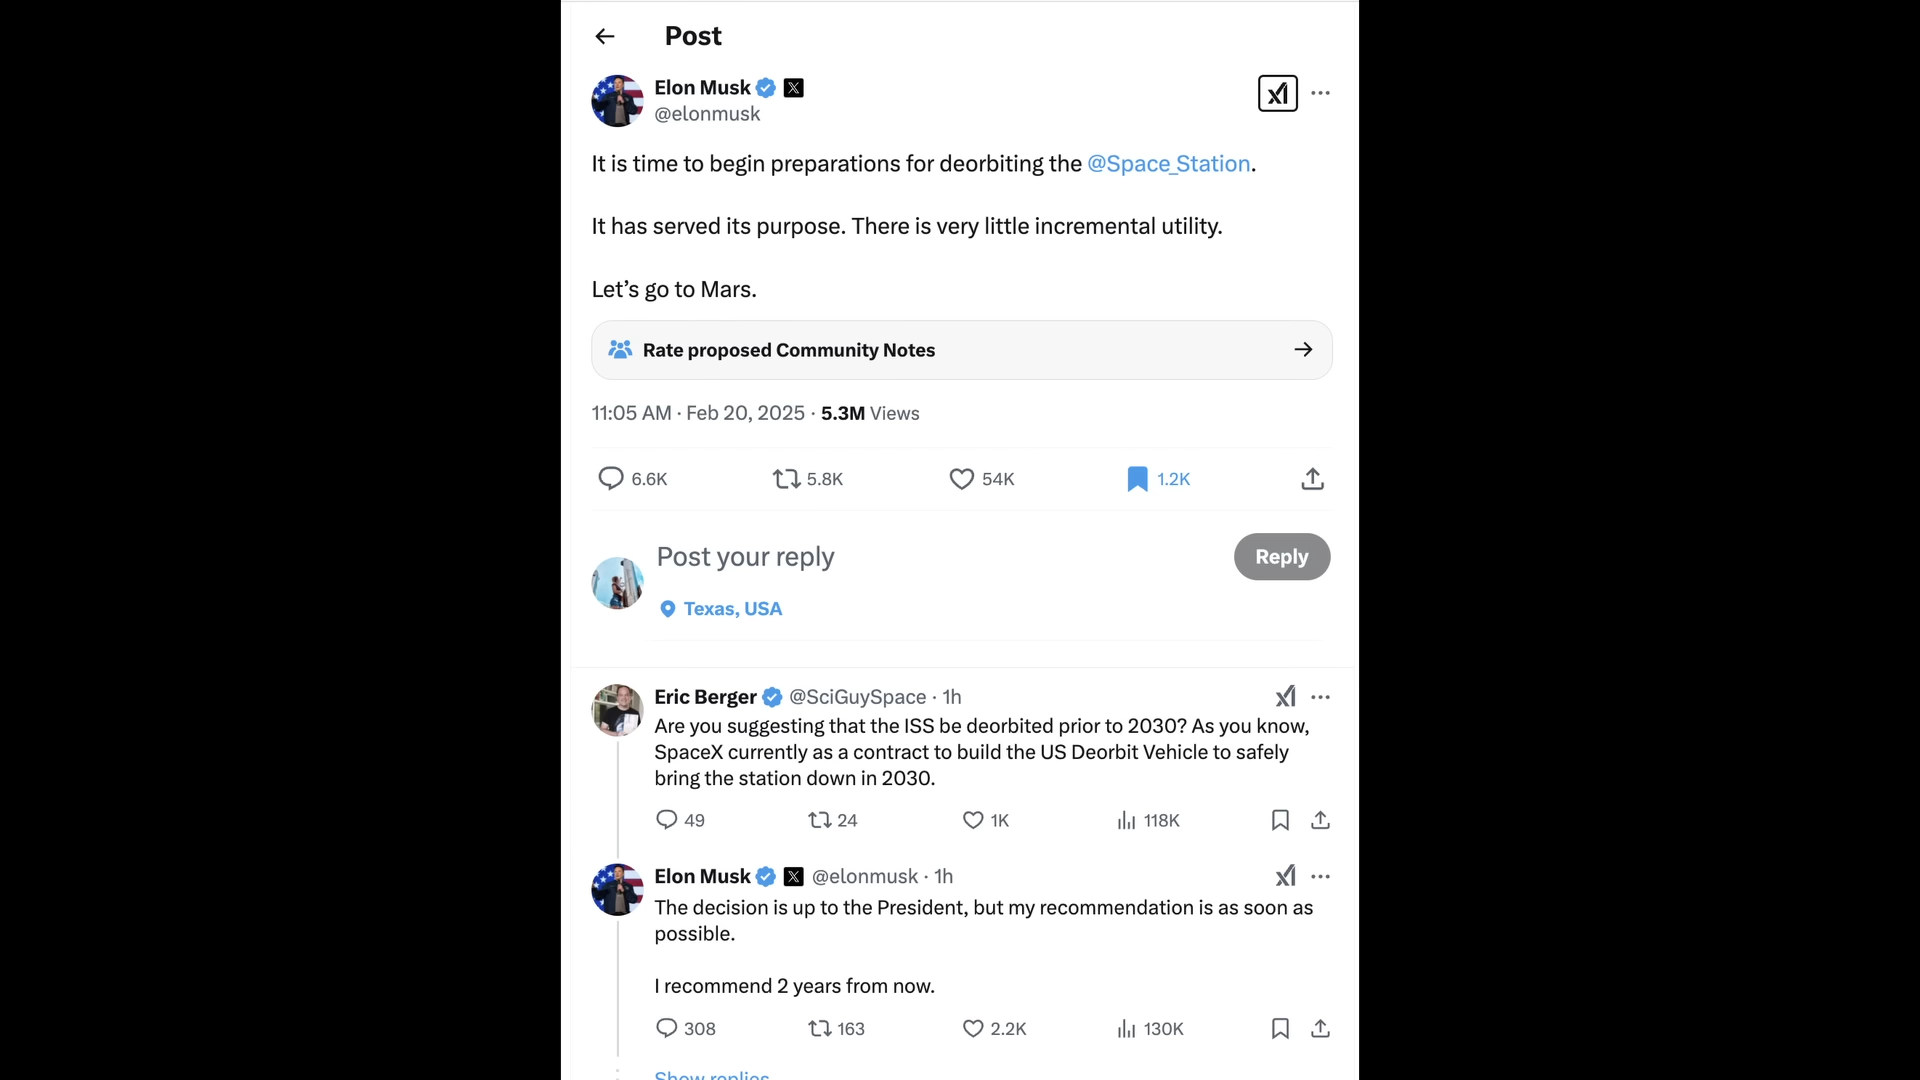 Post
Elon Musk
@elonmusk
It is time to begin preparations for deorbiting the @Space_Station.
It has served its purpose. There is very little incremental utility.
Let’s go to Mars.
Rate proposed Community Notes
11:05 AM · Feb 20, 2025 · 5.3M Views
6.6K 5.8K 54K 1.2K
Post your reply
Reply
Texas, USA
Eric Berger @SciGuySpace · 1h
Are you suggesting that the ISS be deorbited prior to 2030? As you know,
SpaceX currently as a contract to build the US Deorbit Vehicle to safely
bring the station down in 2030.
49 24 1K 118K
Elon Musk @elonmusk · 1h
The decision is up to the President, but my recommendation is as soon as
possible.
I recommend 2 years from now.
308 163 2.2K 130K
Show replies